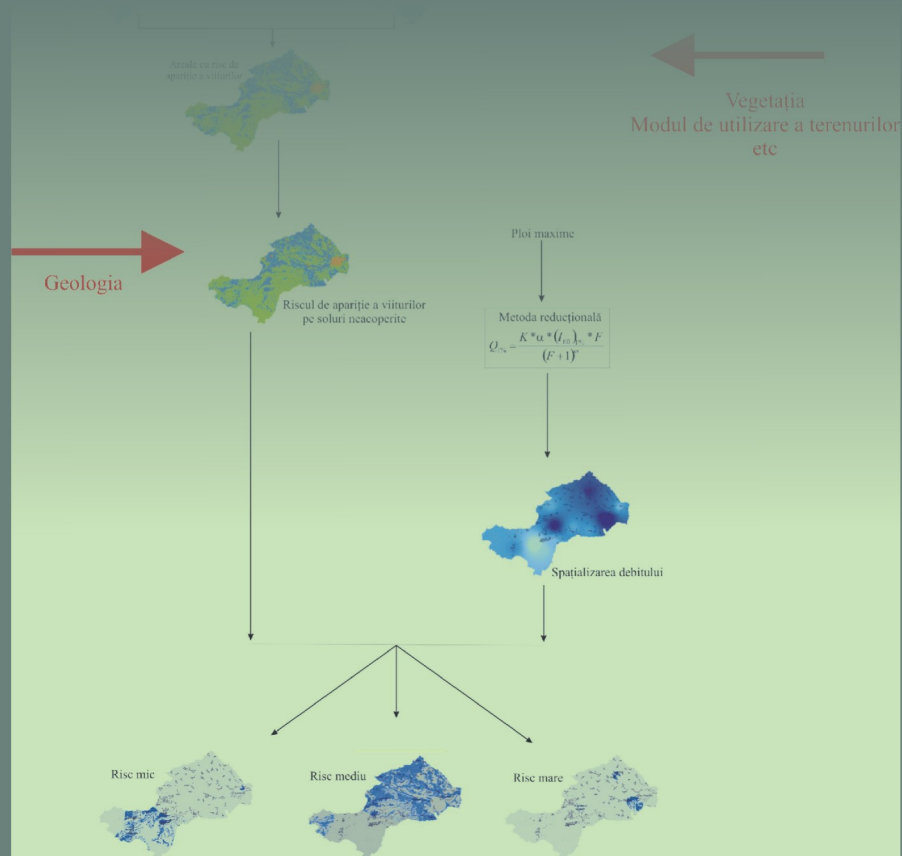 Areale cu risc de
apariție a viiturilor
Vegetația
Modul de utilizare a terenurilor
etc
Geologia
Riscul de apariție a viiturilor
pe soluri neacoperite
Ploi maxime
Metoda reducțională
Spațializarea debitului
Risc mic
Risc mediu
Risc mare